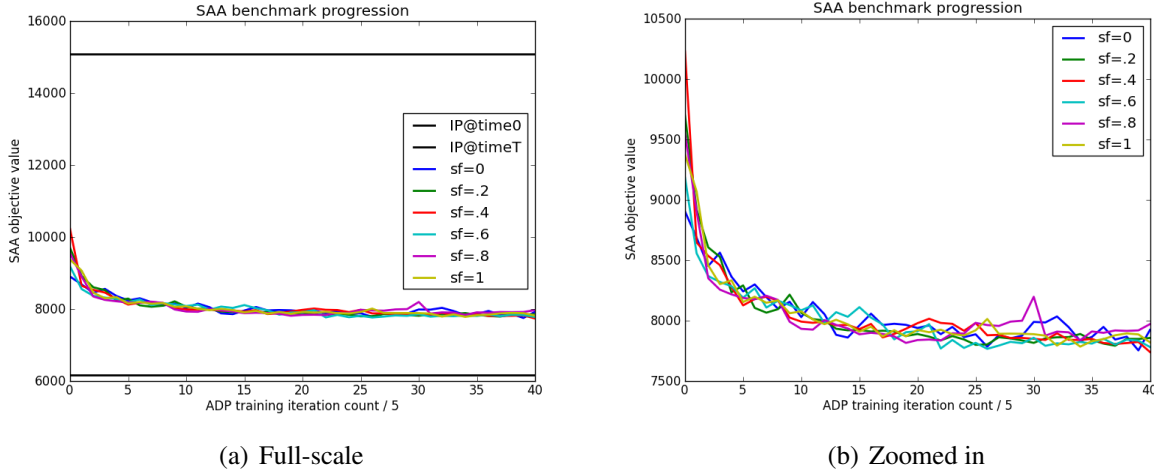 SAA benchmark progression
16000
14000
12000
10000
8000
6000
SAA objective value
0 5 10 15 20 25 30 35 40
ADP training iteration count / 5
IP@time0
IP@timeT
sf=0
sf=.2
sf=.4
sf=.6
sf=.8
sf=1
(a) Full-scale
SAA benchmark progression
10500
10000
9500
9000
8500
8000
7500
SAA objective value
0 5 10 15 20 25 30 35 40
ADP training iteration count / 5
sf=0
sf=.2
sf=.4
sf=.6
sf=.8
sf=1
(b) Zoomed in